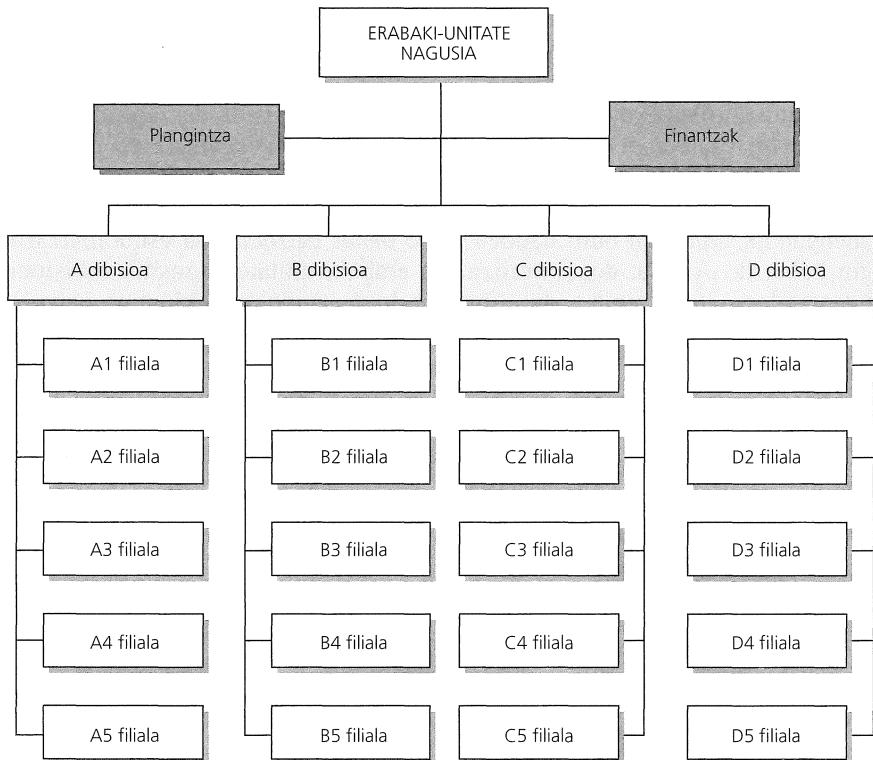 ERABAKI-UNITATE
NAGUSIA
Plangintza
Finantzak
A dibisioa
B dibisioa
C dibisioa
D dibisioa
A1 filiala
B1 filiala
C1 filiala
D1 filiala
A2 filiala
B2 filiala
C2 filiala
D2 filiala
A3 filiala
B3 filiala
C3 filiala
D3 filiala
A4 filiala
B4 filiala
C4 filiala
D4 filiala
A5 filiala
B5 filiala
C5 filiala
D5 filiala